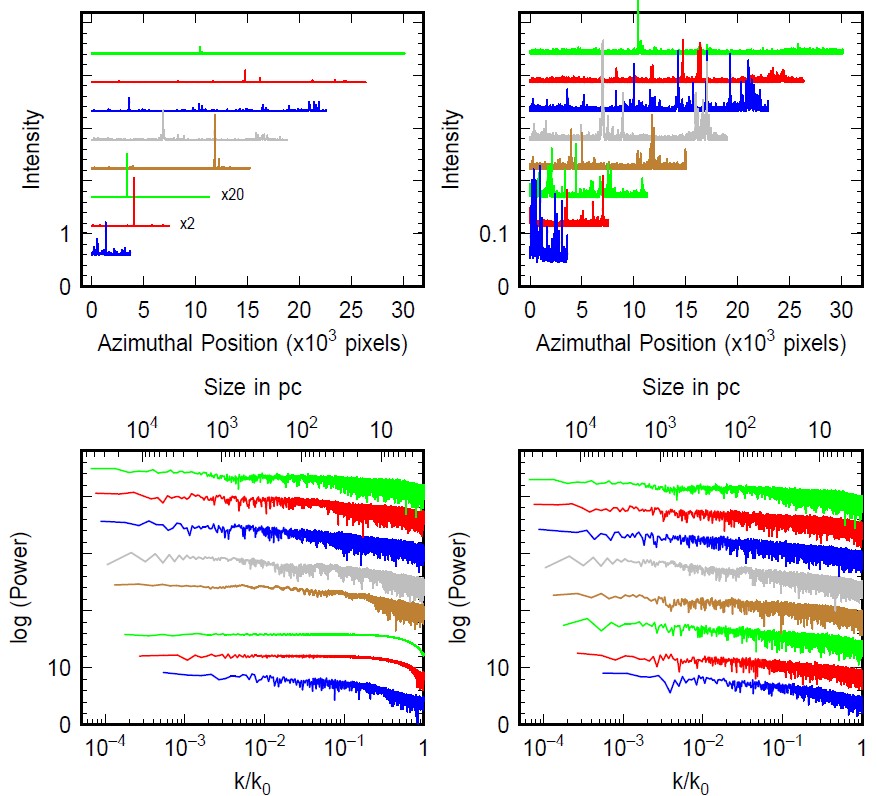 Intensity
1
0
x20
x2
0 5 10 15 20 25 30
Azimuthal Position (x10³ pixels)
Intensity
0.1
0
0 5 10 15 20 25 30
Azimuthal Position (x10³ pixels)
Size in pc
10⁴ 10³ 10² 10
log (Power)
10
0
10⁻⁴ 10⁻³ 10⁻² 10⁻¹ 1
k/k₀
Size in pc
10⁴ 10³ 10² 10
log (Power)
10
0
10⁻⁴ 10⁻³ 10⁻² 10⁻¹ 1
k/k₀